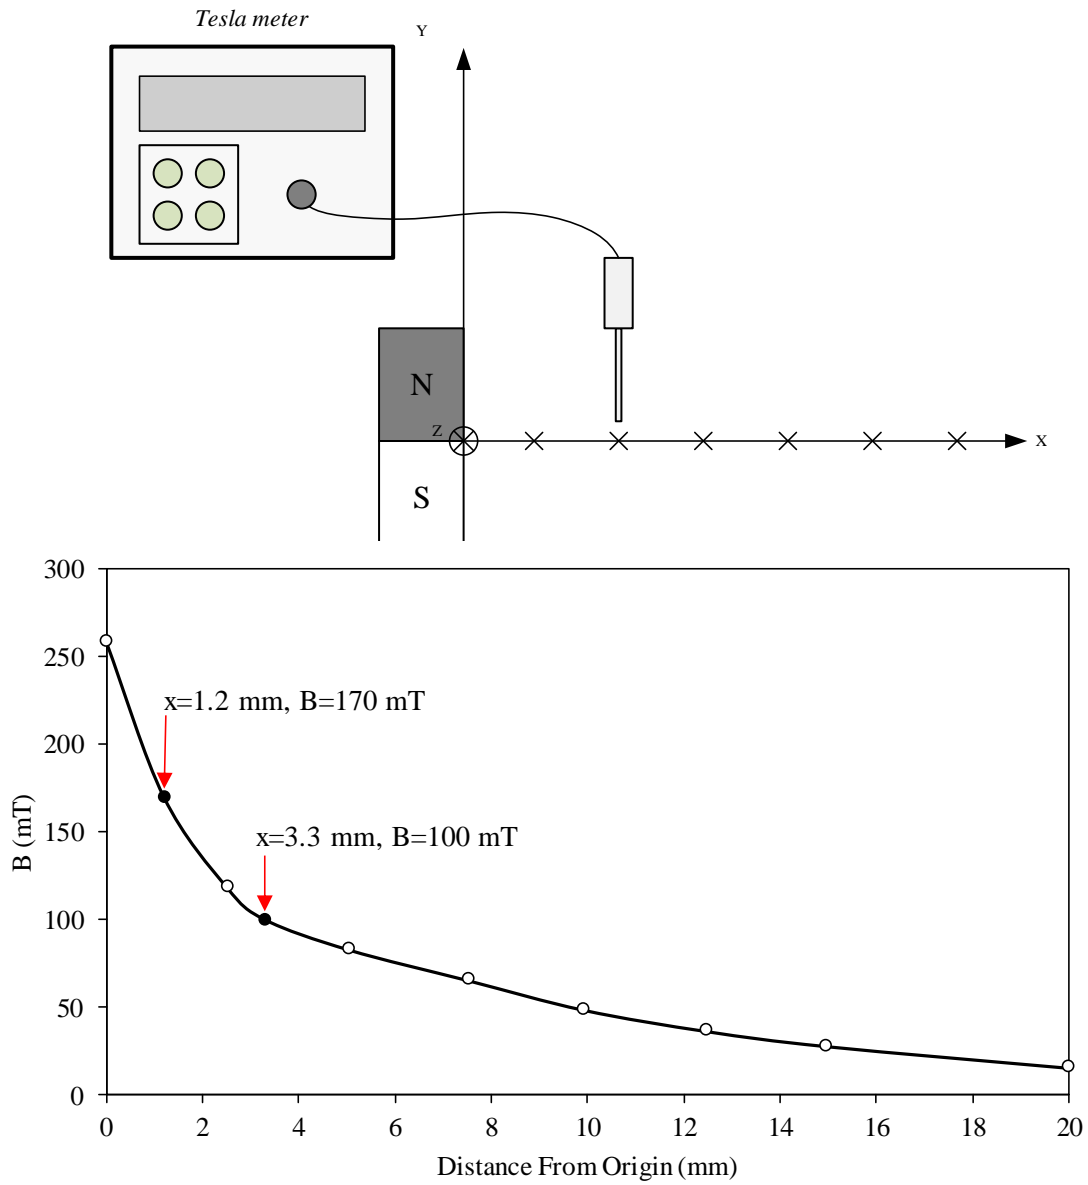 Tesla meter
Y
N
Z
X
S
300
250
200
150
100
50
0
B (mT)
x=1.2 mm, B=170 mT
x=3.3 mm, B=100 mT
0 2 4 6 8 10 12 14 16 18 20
Distance From Origin (mm)